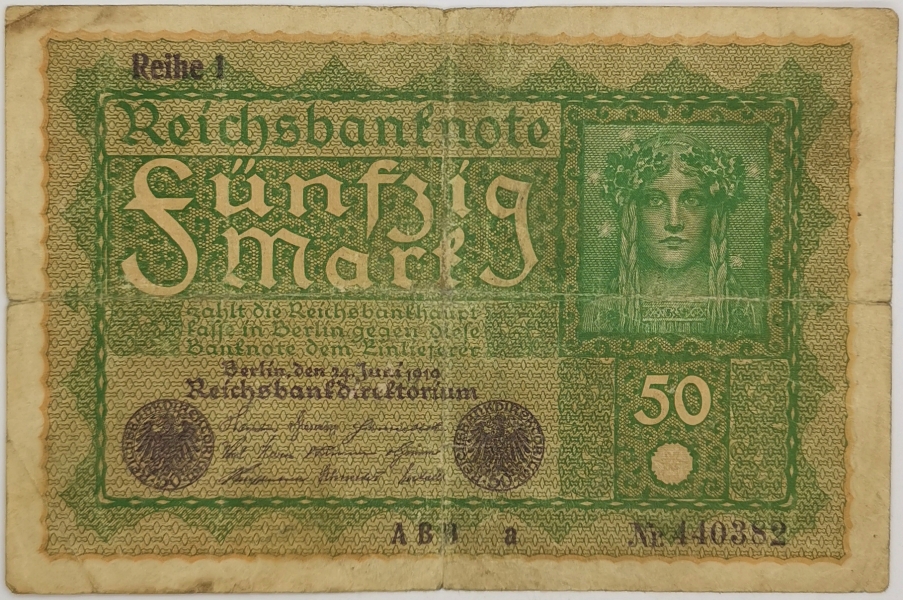 Reihe 1
Reichsbanknote
Fünfzig
Mark
zahlt die Reichsbankhaupt-
kasse in Berlin gegen diese
Banknote dem Einlieferer
Berlin, den 24. Juni 1919
Reichsbankdirektorium
50
A B a
Nr. 440382